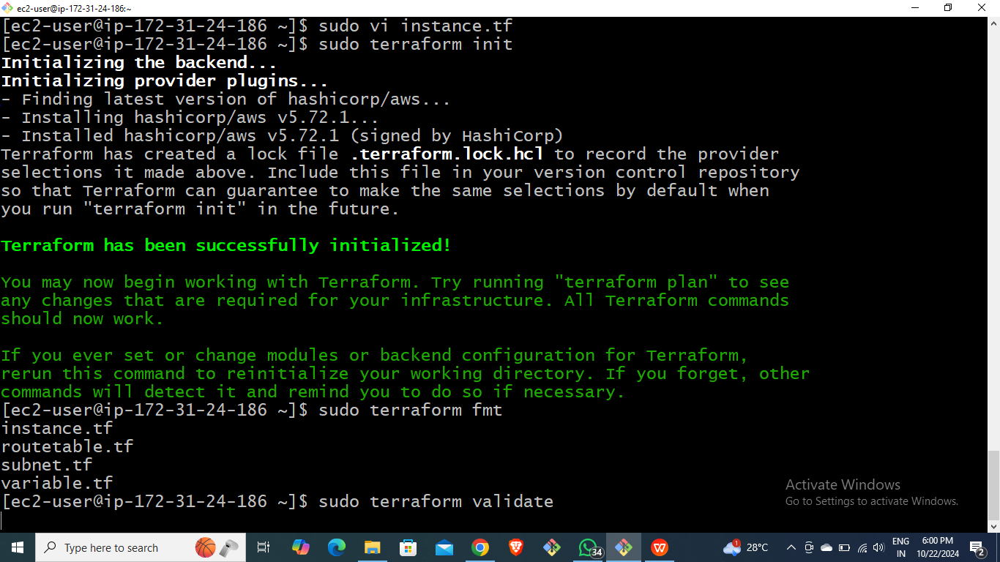 ec2-user@ip-172-31-24-186:~
[ec2-user@ip-172-31-24-186 ~]$ sudo vi instance.tf
[ec2-user@ip-172-31-24-186 ~]$ sudo terraform init
Initializing the backend...
Initializing provider plugins...
- Finding latest version of hashicorp/aws...
- Installing hashicorp/aws v5.72.1...
- Installed hashicorp/aws v5.72.1 (signed by HashiCorp)
Terraform has created a lock file .terraform.lock.hcl to record the provider
selections it made above. Include this file in your version control repository
so that Terraform can guarantee to make the same selections by default when
you run "terraform init" in the future.
Terraform has been successfully initialized!
You may now begin working with Terraform. Try running "terraform plan" to see
any changes that are required for your infrastructure. All Terraform commands
should now work.
If you ever set or change modules or backend configuration for Terraform,
rerun this command to reinitialize your working directory. If you forget, other
commands will detect it and remind you to do so if necessary.
[ec2-user@ip-172-31-24-186 ~]$ sudo terraform fmt
instance.tf
routetable.tf
subnet.tf
variable.tf
[ec2-user@ip-172-31-24-186 ~]$ sudo terraform validate
Activate Windows
Go to Settings to activate Windows.
Type here to search
34
W
1
28°C
ENG
IN
6:00 PM
10/22/2024
2